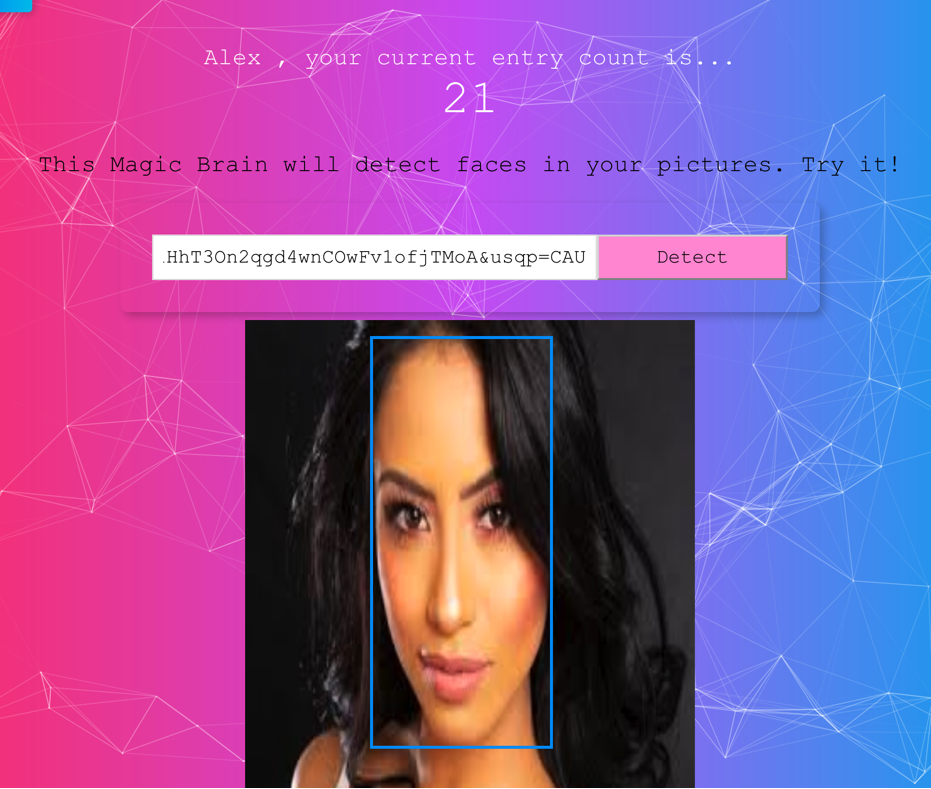 Alex , your current entry count is...
21
This Magic Brain will detect faces in your pictures. Try it!
.HhT3On2qgd4wnCOwFv1ofjTMoA&usqp=CAU
Detect